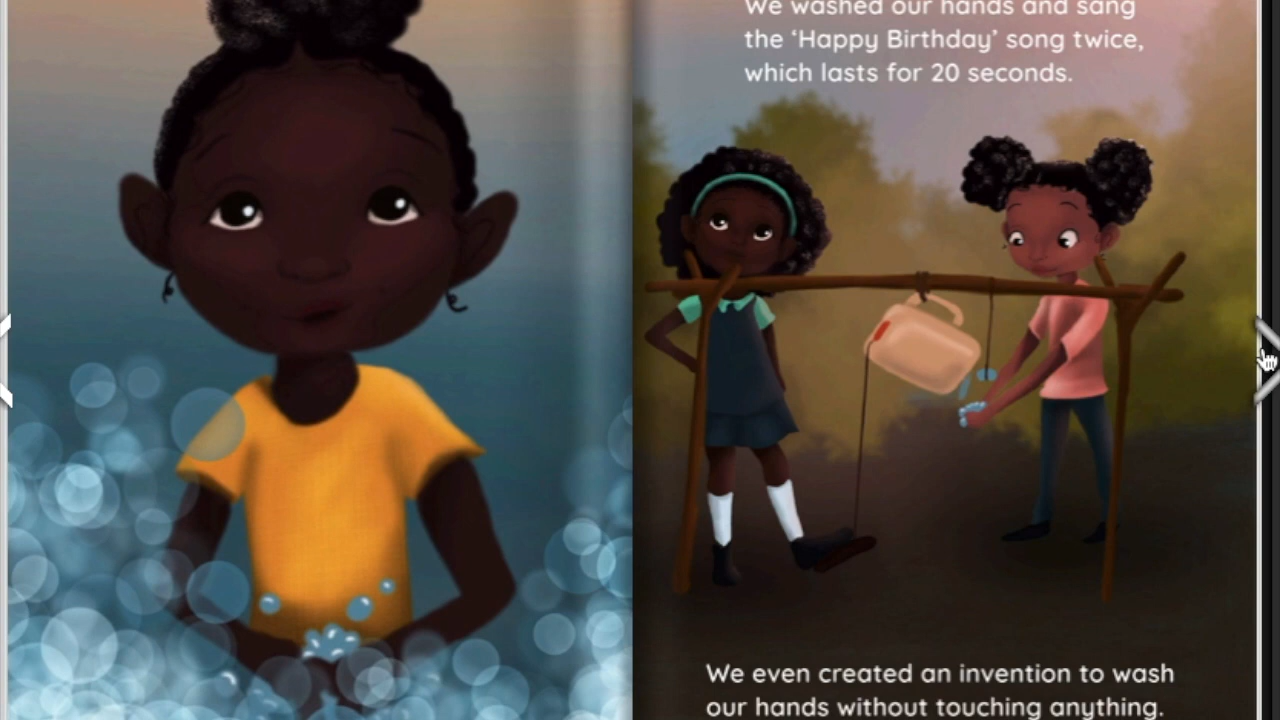 We washed our hands and sang
the ‘Happy Birthday’ song twice,
which lasts for 20 seconds.
We even created an invention to wash
our hands without touching anything.